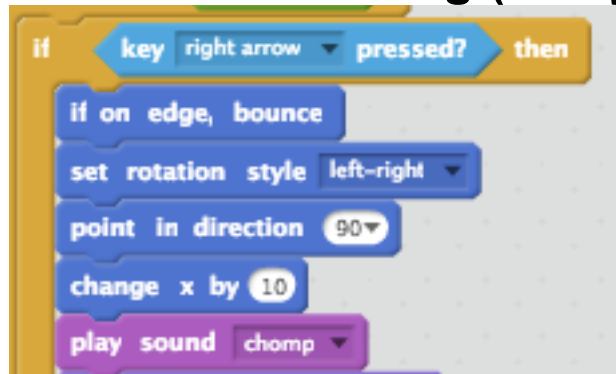 if key right arrow pressed? then
if on edge, bounce
set rotation style left-right
point in direction 90
change x by 10
play sound chomp